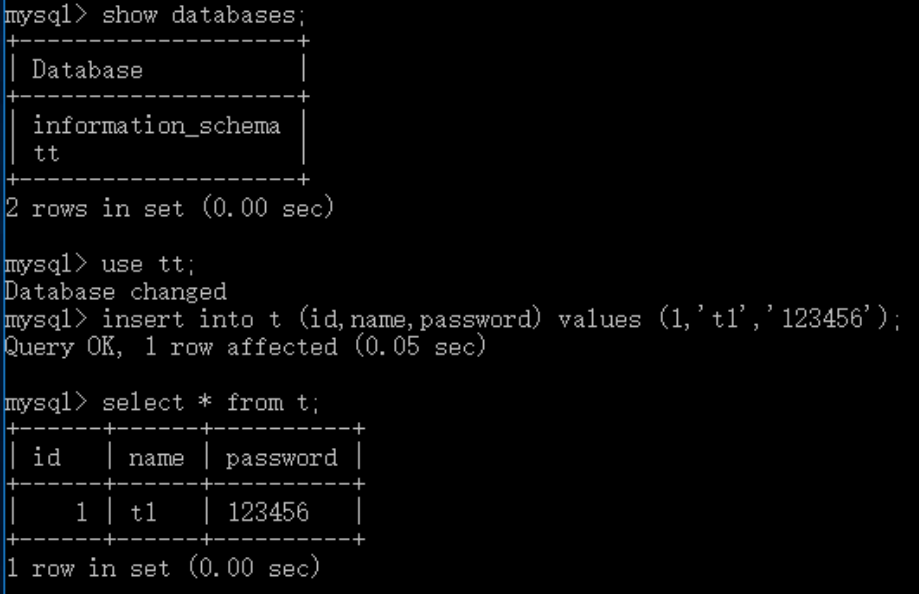 mysql> show databases;
+--------------------+
| Database           |
+--------------------+
| information_schema |
| tt                 |
+--------------------+
2 rows in set (0.00 sec)

mysql> use tt;
Database changed
mysql> insert into t (id,name,password) values (1,'t1','123456');
Query OK, 1 row affected (0.05 sec)

mysql> select * from t;
+------+------+----------+
| id   | name | password |
+------+------+----------+
|    1 | t1   | 123456   |
+------+------+----------+
1 row in set (0.00 sec)